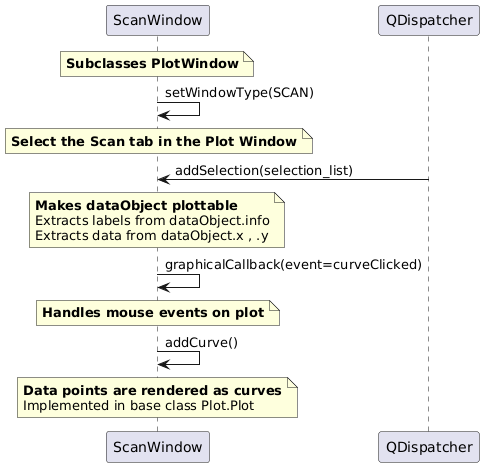 ScanWindow
QDispatcher
Subclasses PlotWindow
setWindowType(SCAN)
Select the Scan tab in the Plot Window
addSelection(selection_list)
Makes dataObject plottable
Extracts labels from dataObject.info
Extracts data from dataObject.x , .y
graphicalCallback(event=curveClicked)
Handles mouse events on plot
addCurve()
Data points are rendered as curves
Implemented in base class Plot.Plot
ScanWindow
QDispatcher